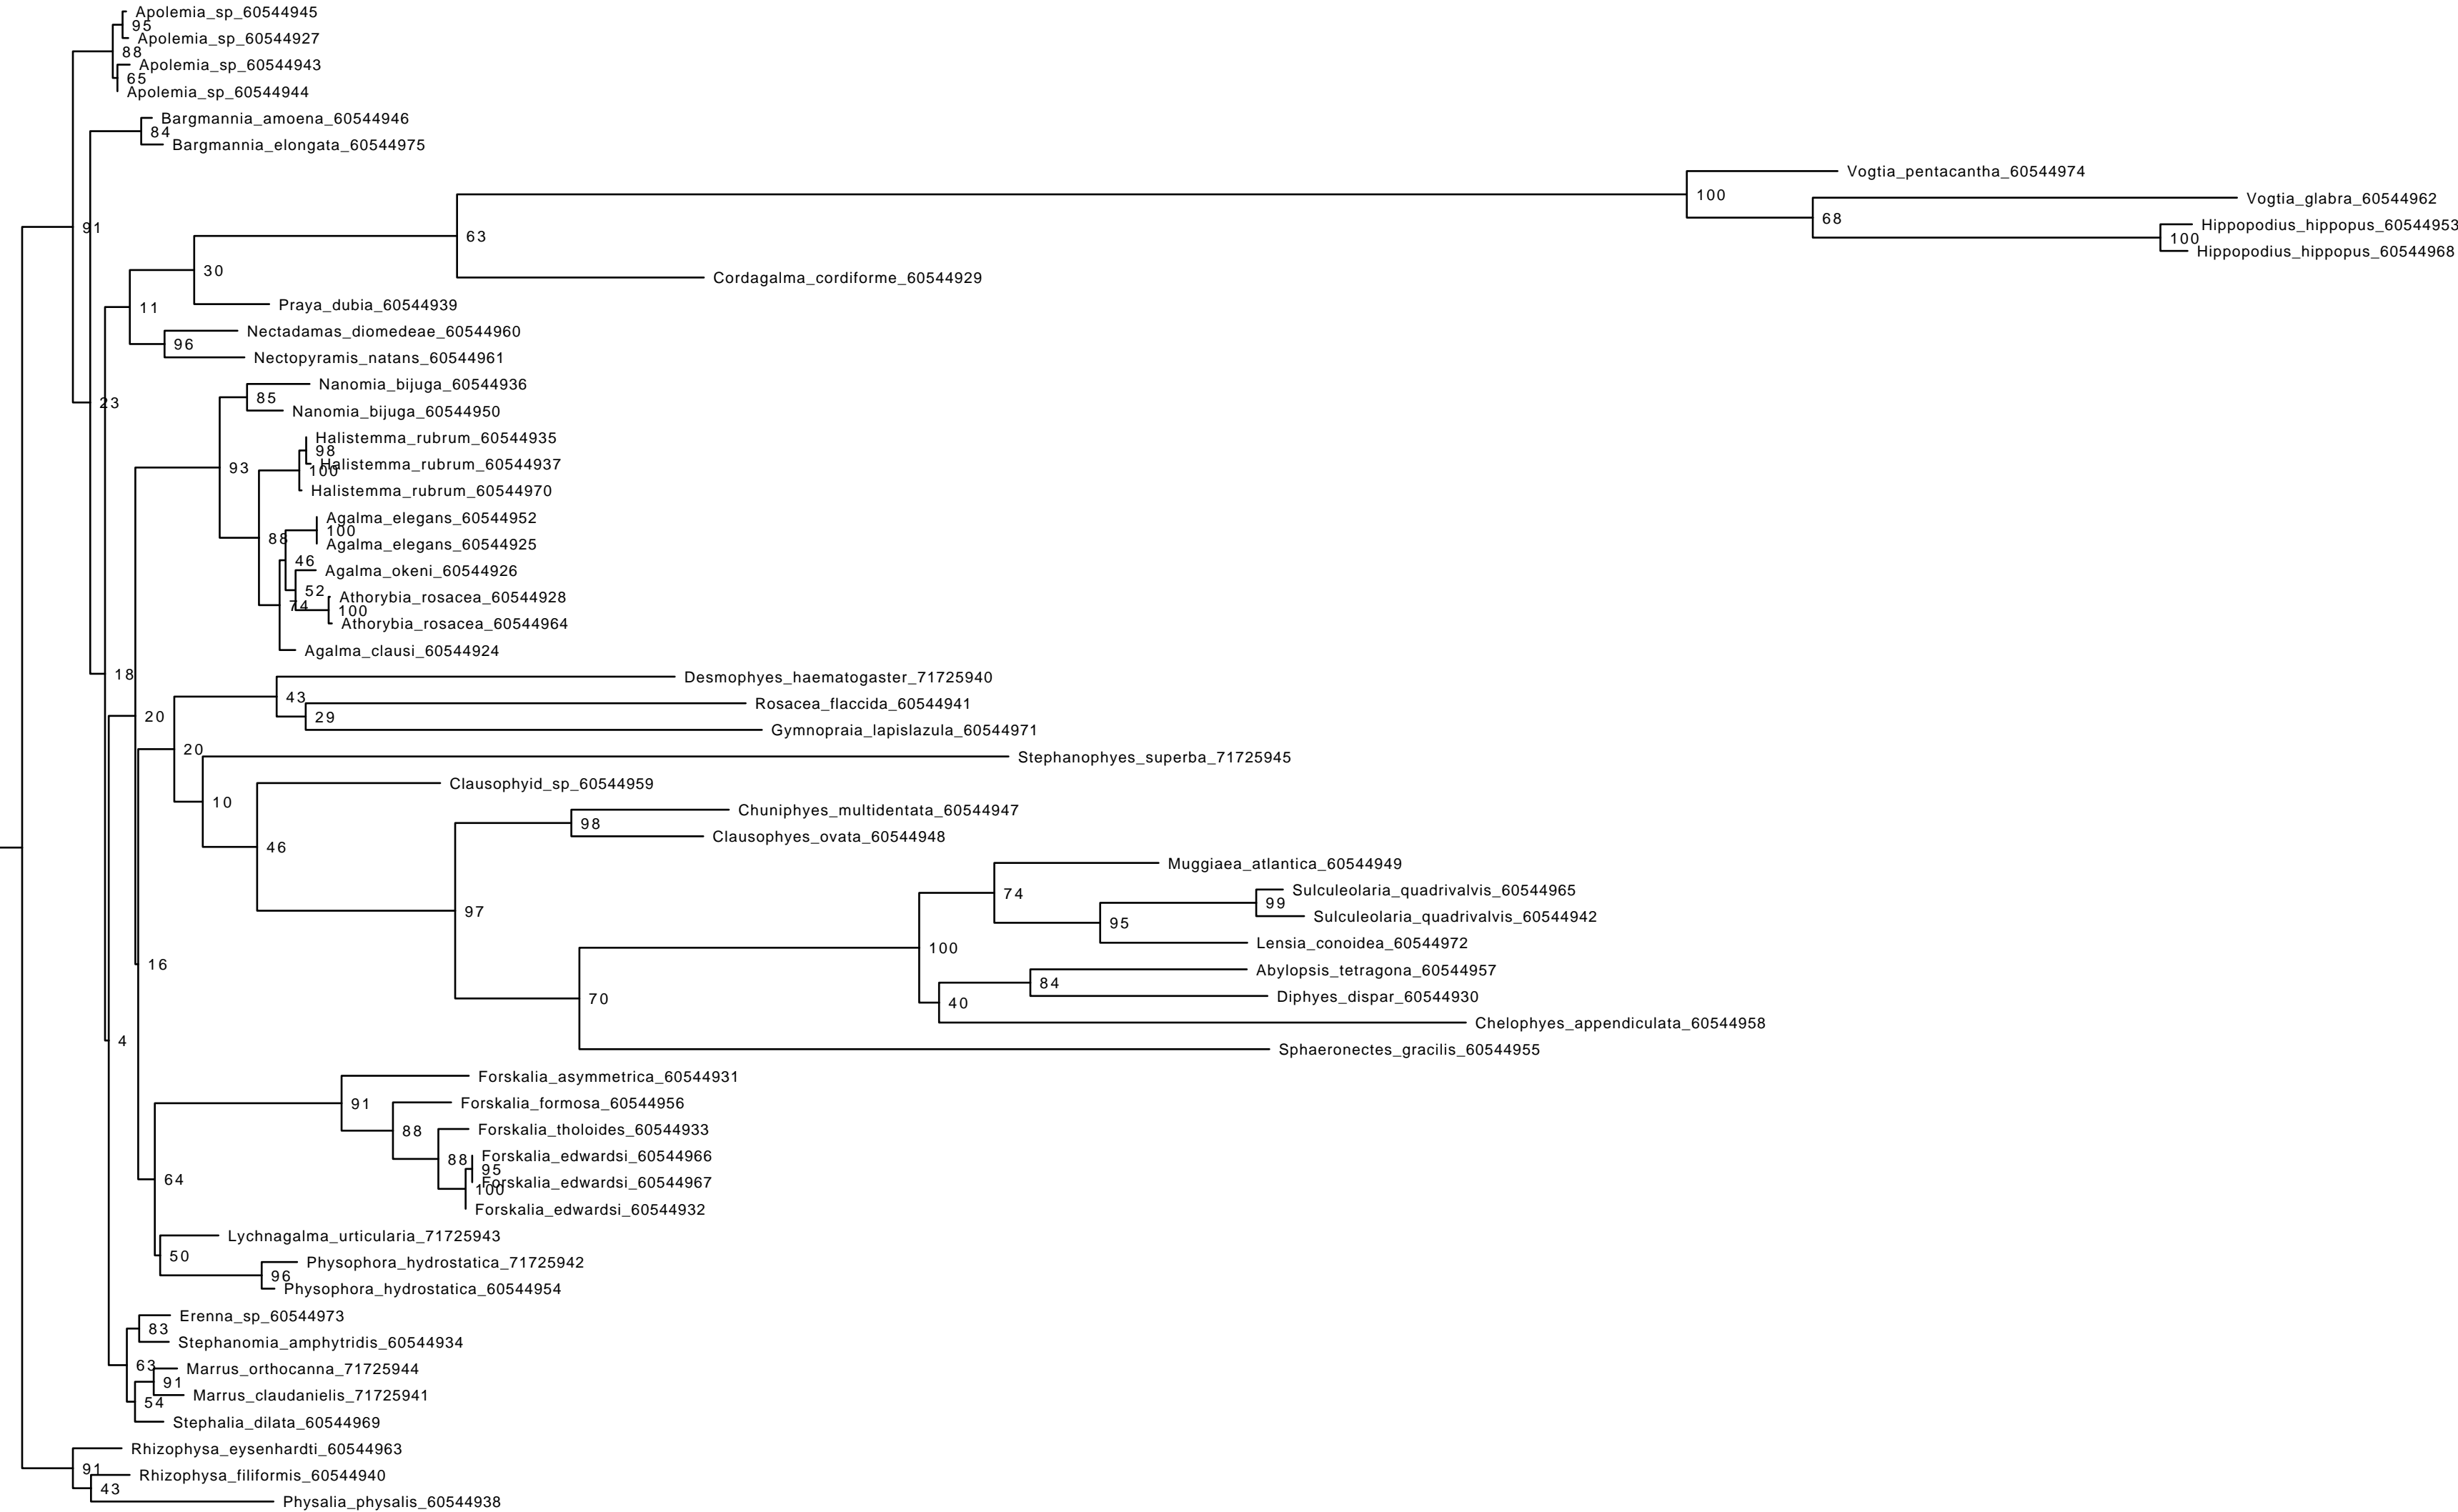 Apolemia_sp_60544945
95
Apolemia_sp_60544927
88
Apolemia_sp_60544943
65
Apolemia_sp_60544944
Bargmannia_amoena_60544946
84
Bargmannia_elongata_60544975
Vogtia_pentacantha_60544974
100
Vogtia_glabra_60544962
68
Hippopodius_hippopus_60544953
91
63
100
Hippopodius_hippopus_60544968
30
Cordagalma_cordiforme_60544929
Praya_dubia_60544939
11
Nectadamas_diomedeae_60544960
96
Nectopyramis_natans_60544961
Nanomia_bijuga_60544936
85
23
Nanomia_bijuga_60544950
Halistemma_rubrum_60544935
98
Halistemma_rubrum_60544937
93
100
Halistemma_rubrum_60544970
Agalma_elegans_60544952
100
88
Agalma_elegans_60544925
46
Agalma_okeni_60544926
52
Athorybia_rosacea_60544928
74
100
Athorybia_rosacea_60544964
Agalma_clausi_60544924
18
Desmophyes_haematogaster_71725940
43
Rosacea_flaccida_60544941
20
29
Gymnopraia_lapislazula_60544971
20
Stephanophyes_superba_71725945
Clausophyid_sp_60544959
10
Chuniphyes_multidentata_60544947
98
Clausophyes_ovata_60544948
46
Muggiaea_atlantica_60544949
74
Sulculeolaria_quadrivalvis_60544965
99
97
Sulculeolaria_quadrivalvis_60544942
95
Lensia_conoidea_60544972
100
16
Abylopsis_tetragona_60544957
84
70
Diphyes_dispar_60544930
40
Chelophyes_appendiculata_60544958
4
Sphaeronectes_gracilis_60544955
Forskalia_asymmetrica_60544931
91
Forskalia_formosa_60544956
88
Forskalia_tholoides_60544933
88
Forskalia_edwardsi_60544966
95
64
Forskalia_edwardsi_60544967
100
Forskalia_edwardsi_60544932
Lychnagalma_urticularia_71725943
50
Physophora_hydrostatica_71725942
96
Physophora_hydrostatica_60544954
Erenna_sp_60544973
83
Stephanomia_amphytridis_60544934
63
Marrus_orthocanna_71725944
91
Marrus_claudanielis_71725941
54
Stephalia_dilata_60544969
Rhizophysa_eysenhardti_60544963
91
Rhizophysa_filiformis_60544940
43
Physalia_physalis_60544938